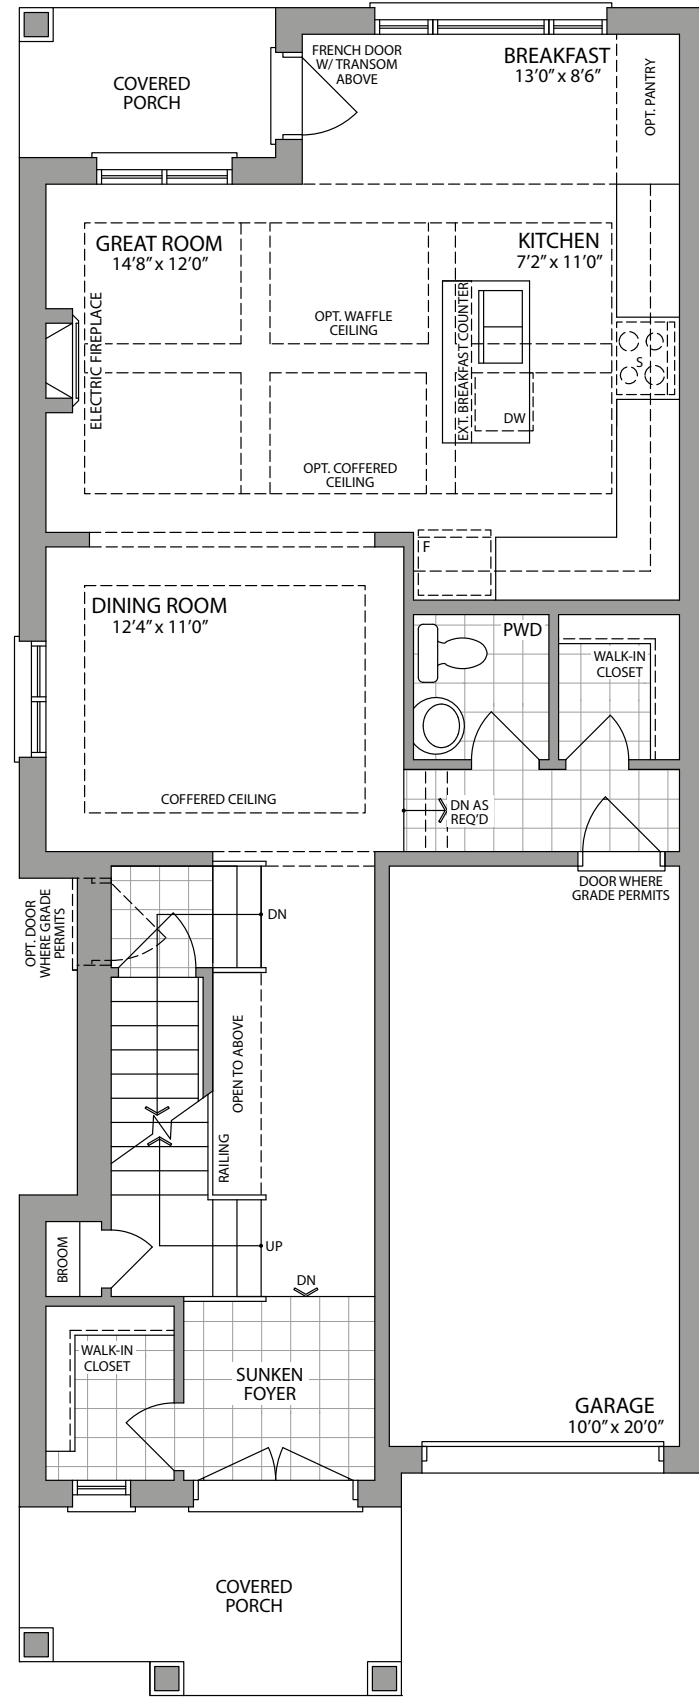 COVERED
PORCH
FRENCH DOOR
W/ TRANSOM
ABOVE
BREAKFAST
13'0" x 8'6"
OPT. PANTRY
GREAT ROOM
14'8" x 12'0"
KITCHEN
7'2" x 11'0"
ELECTRIC FIREPLACE
OPT. WAFFLE
CEILING
EXT. BREAKFAST COUNTER
S
DW
OPT. COFFERED
CEILING
F
DINING ROOM
12'4" x 11'0"
PWD
WALK-IN
CLOSET
COFFERED CEILING
DN AS
REQ'D
DOOR WHERE
GRADE PERMITS
OPT. DOOR
WHERE GRADE
PERMITS
DN
OPEN TO ABOVE
RAILING
UP
BROOM
DN
WALK-IN
CLOSET
SUNKEN
FOYER
GARAGE
10'0" x 20'0"
COVERED
PORCH